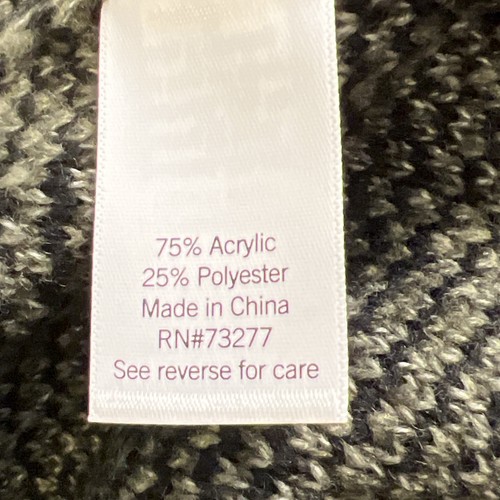 75% Acrylic
25% Polyester
Made in China
RN#73277
See reverse for care